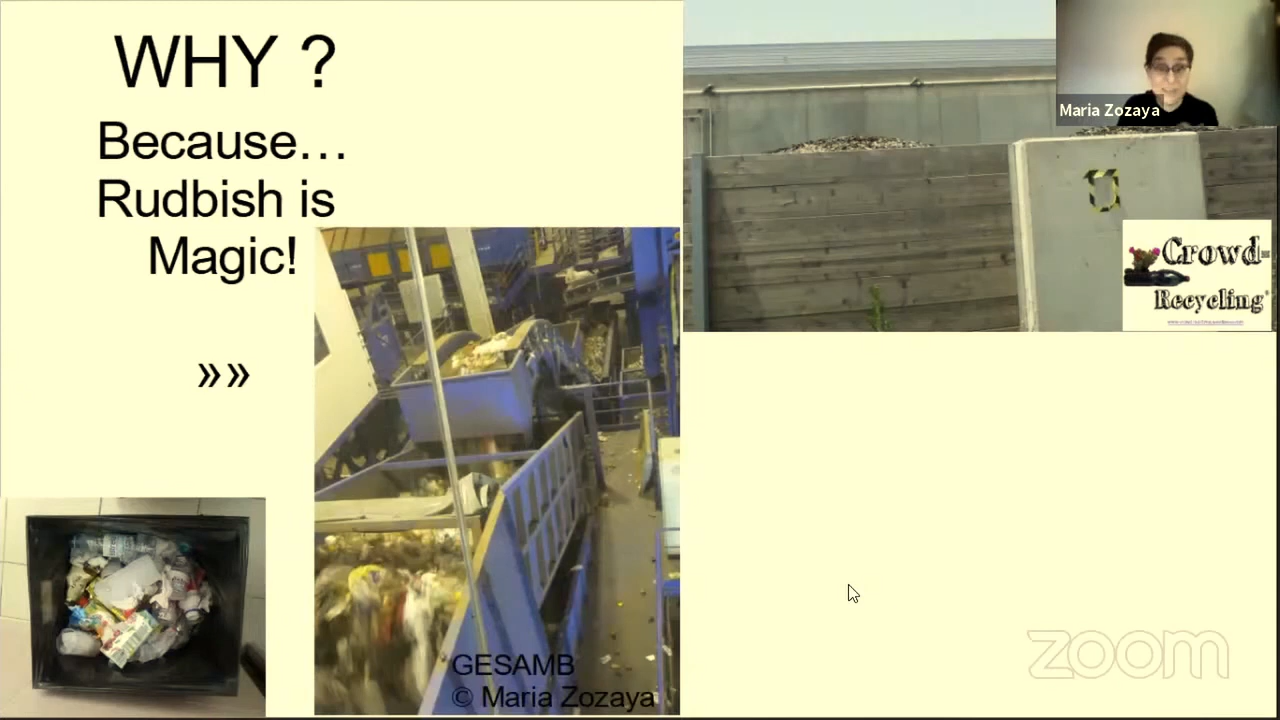 WHY ?
Because…
Rudbish is
Magic!
»»
GESAMB
© Maria Zozaya
Maria Zozaya
Crowd-
Recycling
zoom